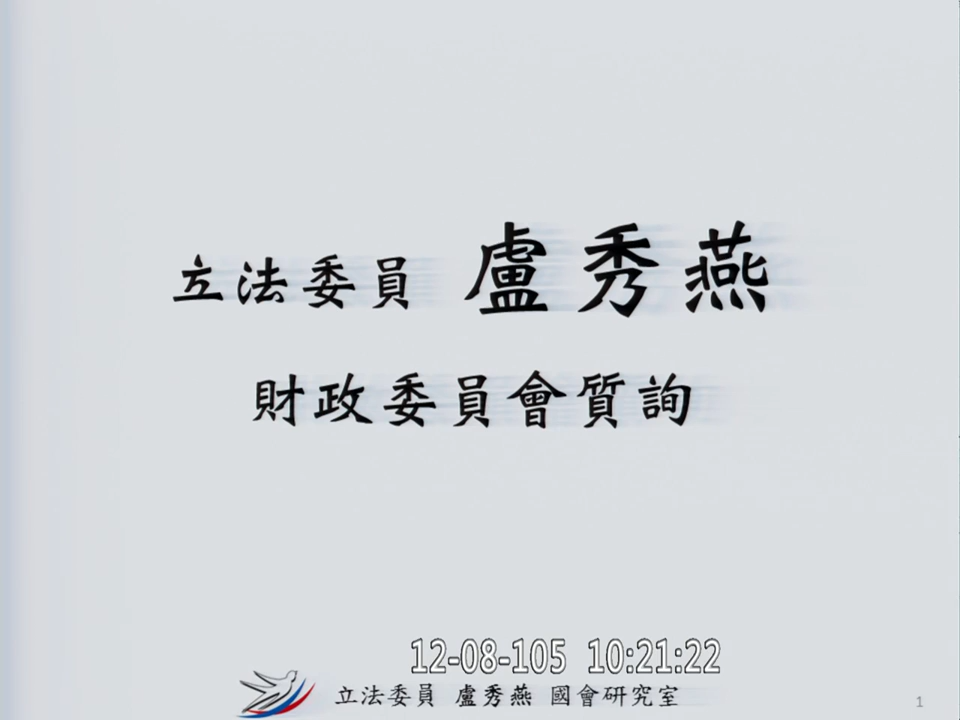 立法委員 盧秀燕
財政委員會質詢
12-08-105 10:21:22
立法委員 盧秀燕 國會研究室
1